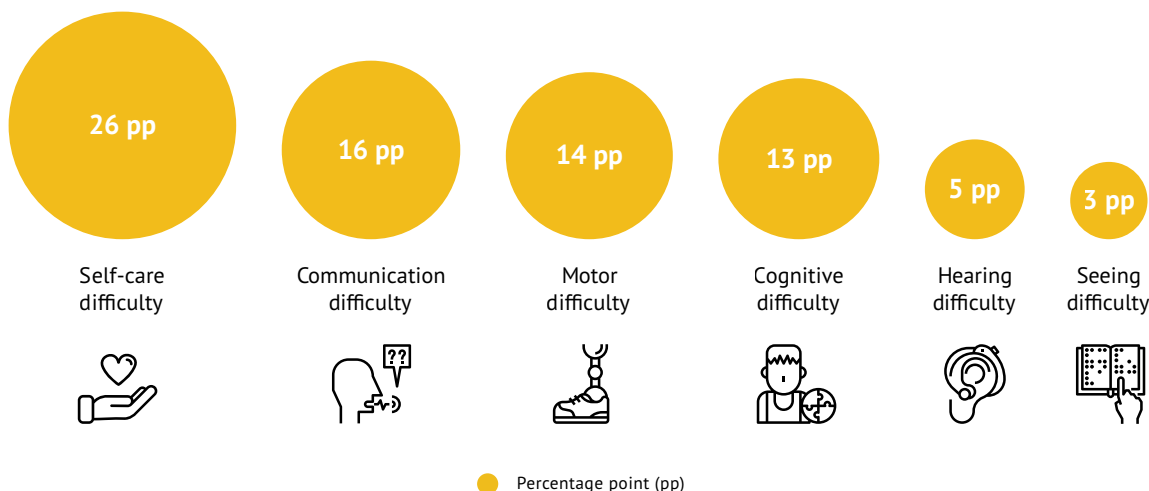 26 pp
16 pp
14 pp
13 pp
5 pp
3 pp
Self-care
difficulty
Communication
difficulty
Motor
difficulty
Cognitive
difficulty
Hearing
difficulty
Seeing
difficulty
??
Percentage point (pp)